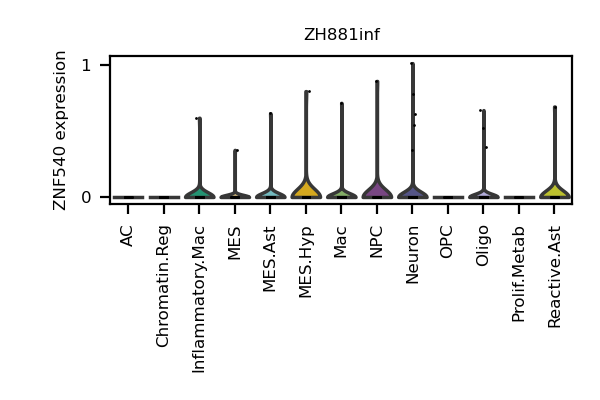 ZH881inf
ZNF540 expression
1
0
AC
Chromatin.Reg
Inflammatory.Mac
MES
MES.Ast
MES.Hyp
Mac
NPC
Neuron
OPC
Oligo
Prolif.Metab
Reactive.Ast